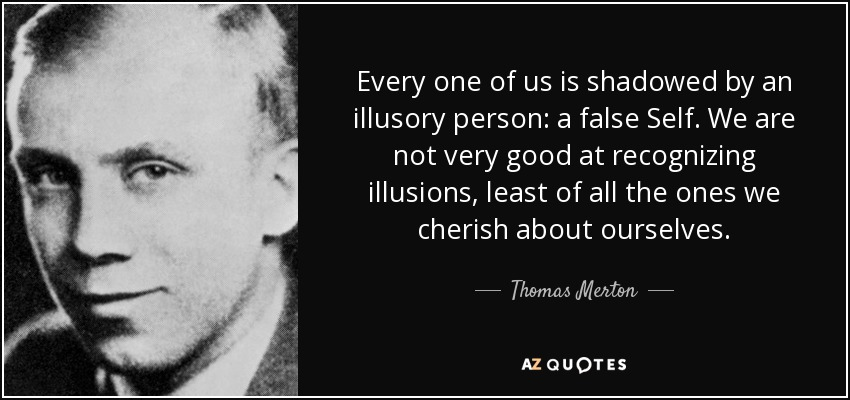 Every one of us is shadowed by an
illusory person: a false Self. We are
not very good at recognizing
illusions, least of all the ones we
cherish about ourselves.
Thomas Merton
AZ QUOTES